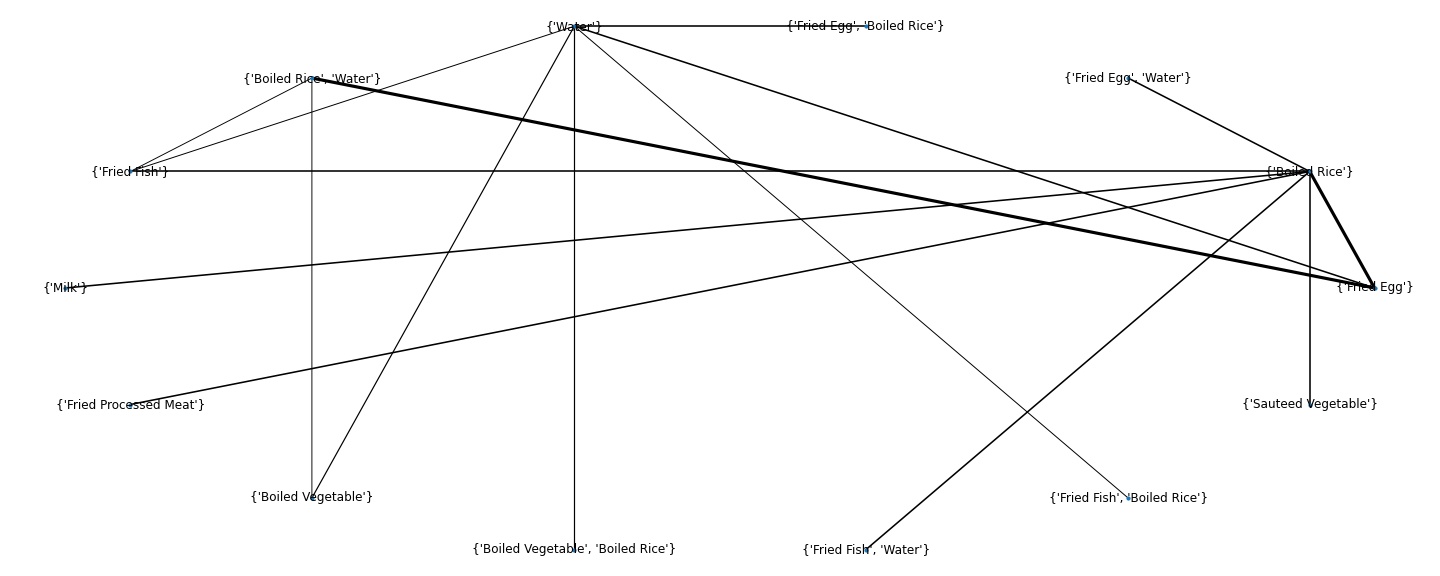 {'Water'}
{'Fried Egg', 'Boiled Rice'}
{'Boiled Rice', 'Water'}
{'Fried Egg', 'Water'}
{'Fried Fish'}
{'Boiled Rice'}
{'Milk'}
{'Fried Egg'}
{'Fried Processed Meat'}
{'Sauteed Vegetable'}
{'Boiled Vegetable'}
{'Fried Fish', 'Boiled Rice'}
{'Boiled Vegetable', 'Boiled Rice'}
{'Fried Fish', 'Water'}